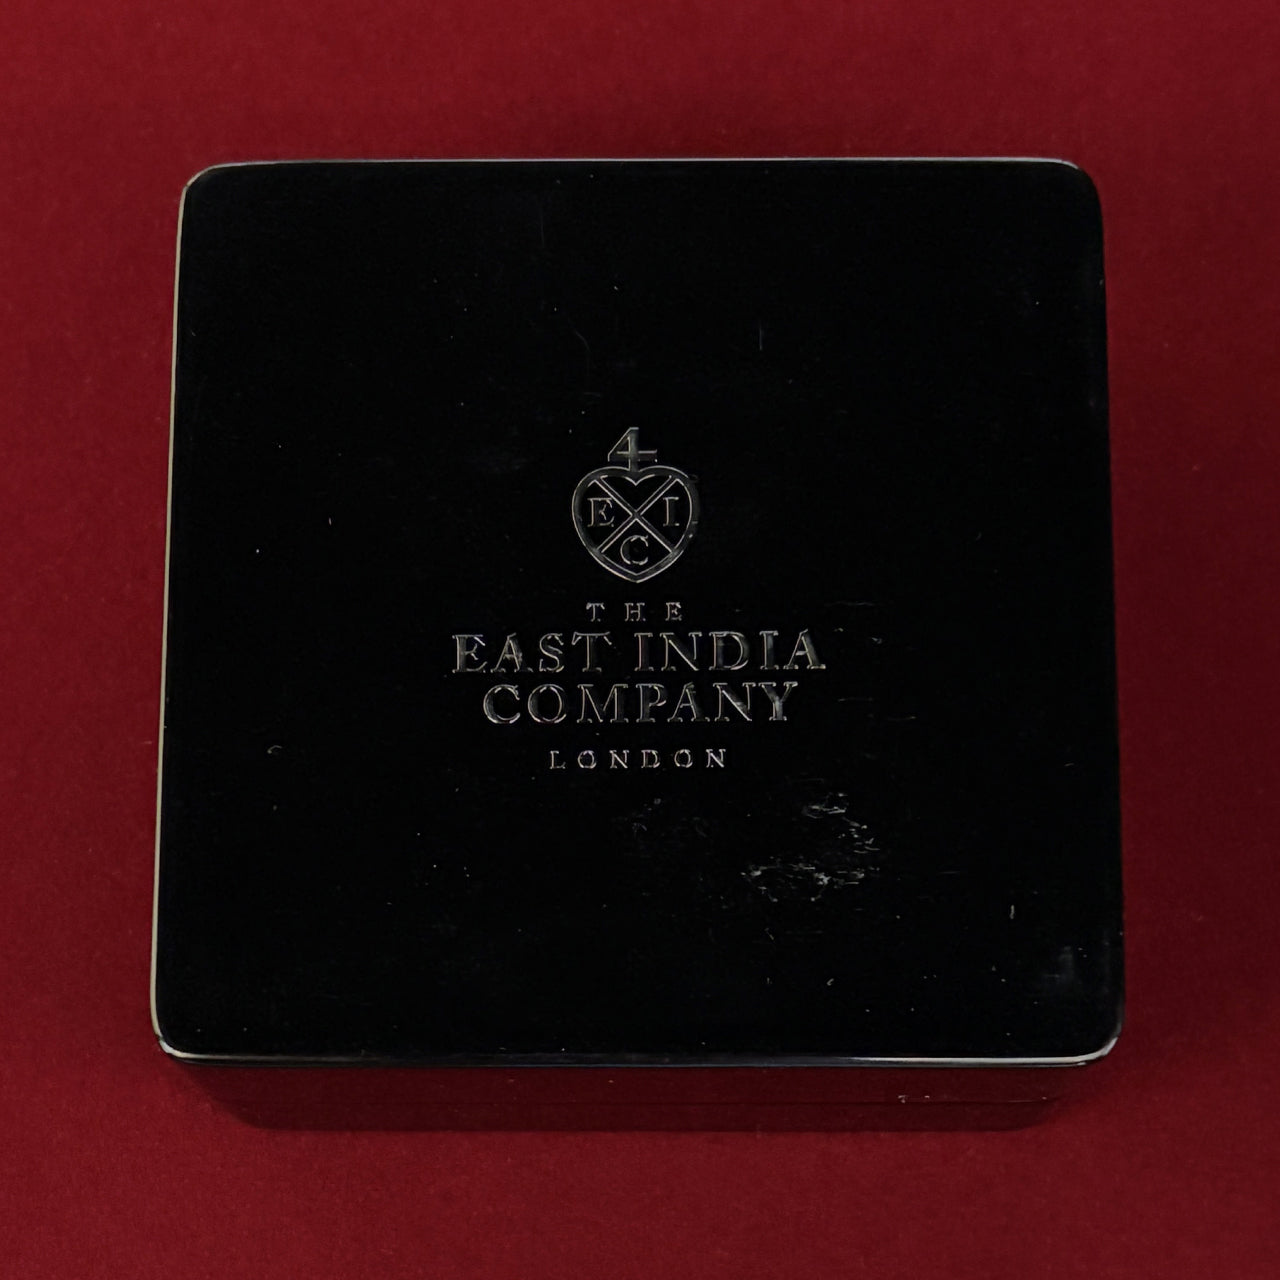 4
E I
C
THE
EAST INDIA
COMPANY
LONDON